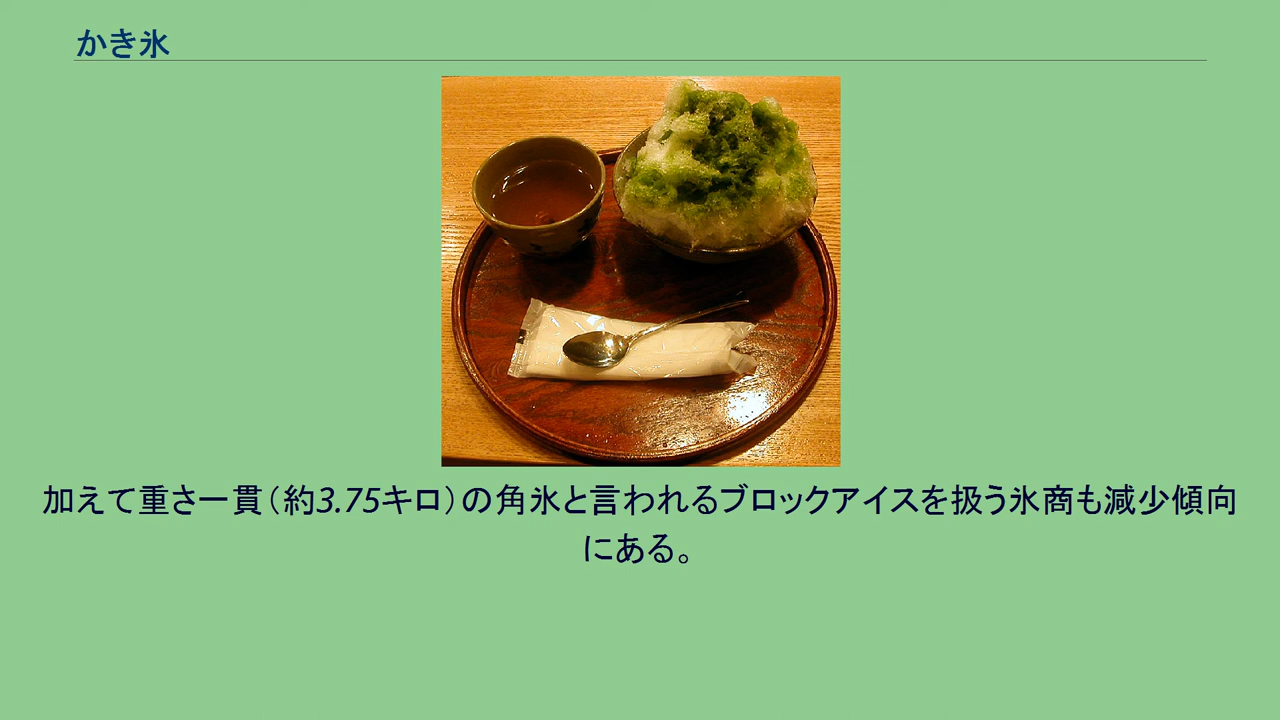 かき氷
加えて重さ一貫（約3.75キロ）の角氷と言われるブロックアイスを扱う氷商も減少傾向
にある。